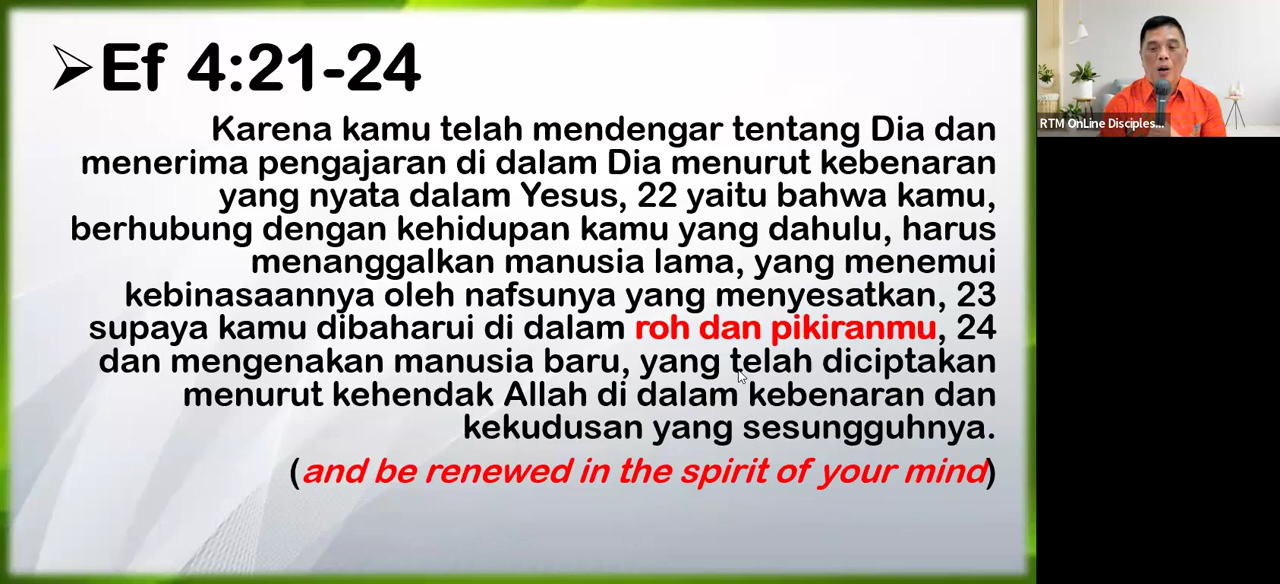 Ef 4:21-24
Karena kamu telah mendengar tentang Dia dan
menerima pengajaran di dalam Dia menurut kebenaran
yang nyata dalam Yesus, 22 yaitu bahwa kamu,
berhubung dengan kehidupan kamu yang dahulu, harus
menanggalkan manusia lama, yang menemui
kebinasaannya oleh nafsunya yang menyesatkan, 23
supaya kamu dibaharui di dalam roh dan pikiranmu, 24
dan mengenakan manusia baru, yang telah diciptakan
menurut kehendak Allah di dalam kebenaran dan
kekudusan yang sesungguhnya.
(and be renewed in the spirit of your mind)
RTM OnLine Disciples...